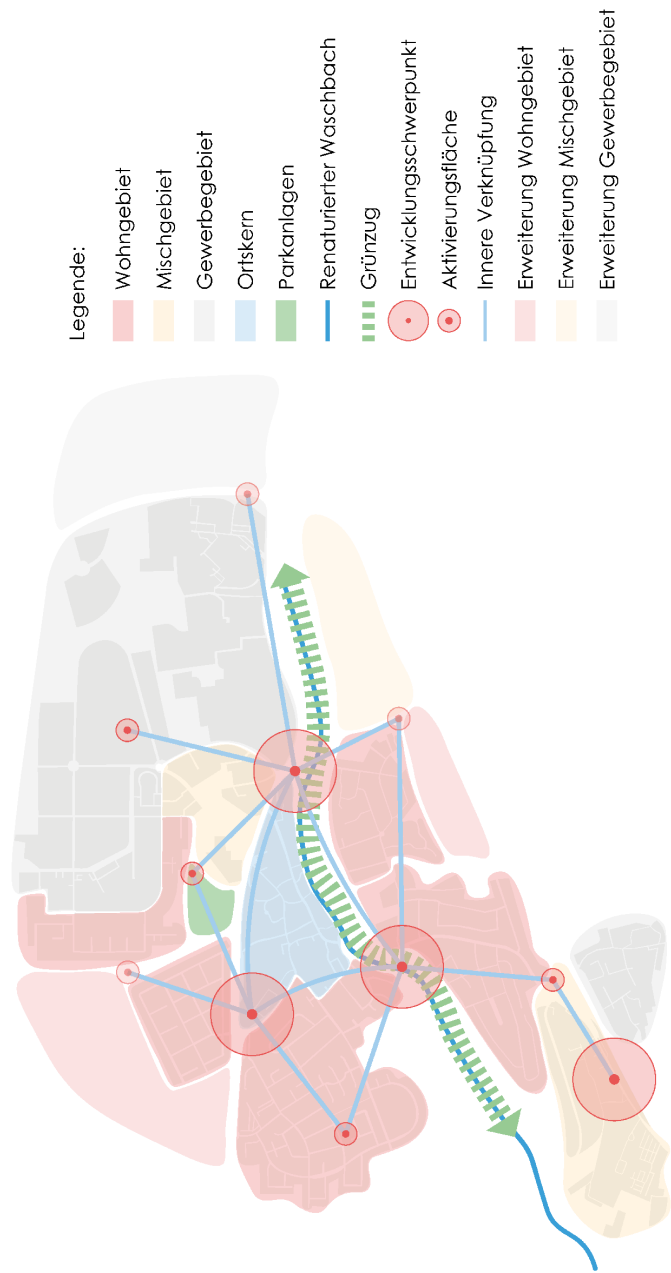 Legende:
Wohngebiet
Mischgebiet
Gewerbegebiet
Ortskern
Parkanlagen
Renaturierter Waschbach
Grünzug
Entwicklungsschwerpunkt
Aktivierungsfläche
Innere Verknüpfung
Erweiterung Wohngebiet
Erweiterung Mischgebiet
Erweiterung Gewerbegebiet